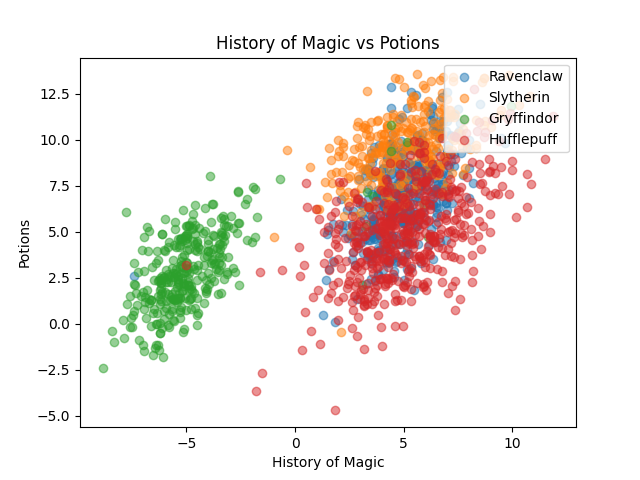 History of Magic vs Potions
Ravenclaw
Slytherin
Gryffindor
Hufflepuff
12.5
10.0
7.5
5.0
2.5
0.0
−2.5
−5.0
Potions
−5
0
5
10
History of Magic